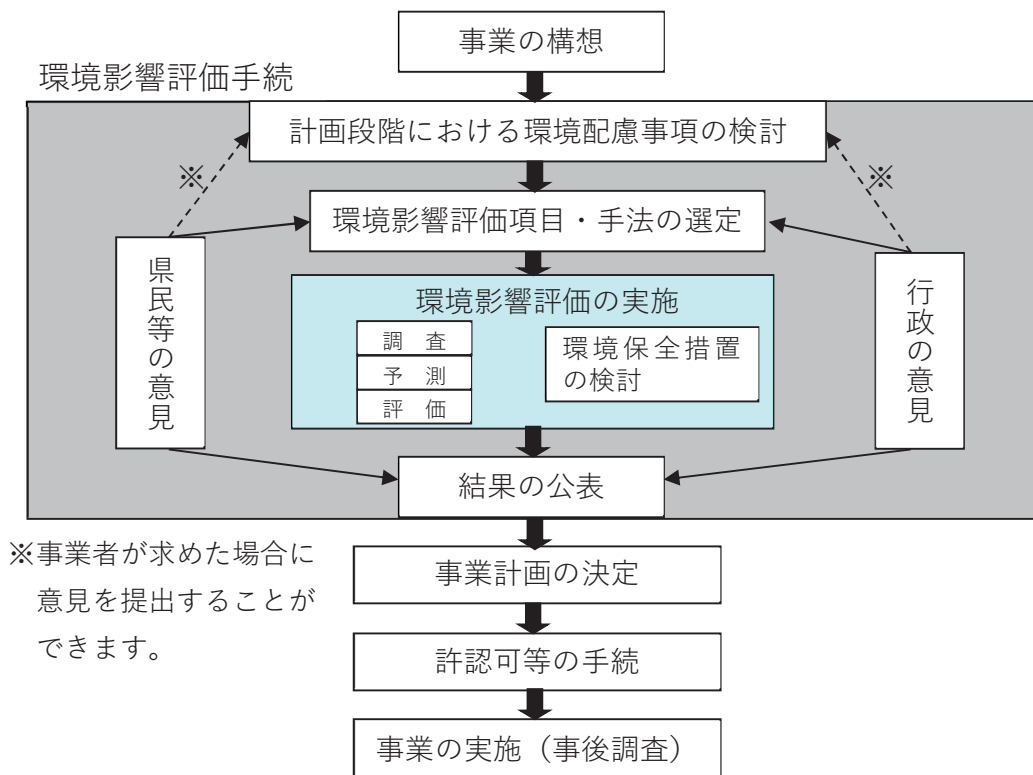 事業の構想
環境影響評価手続
計画段階における環境配慮事項の検討
※
※
環境影響評価項目・手法の選定
県民等の意見
行政の意見
環境影響評価の実施
調　査
予　測
評　価
環境保全措置
の検討
結果の公表
※事業者が求めた場合に
意見を提出することが
できます。
事業計画の決定
許認可等の手続
事業の実施（事後調査）